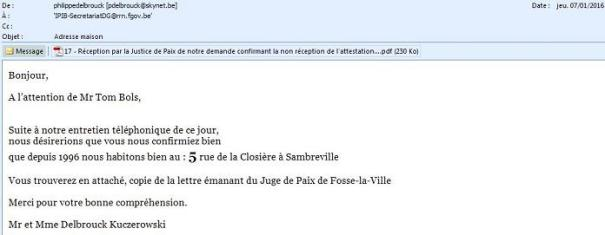 De : philippedelbrouck [pdelbrouck@skynet.be] Date : jeu. 07/01/2016
À : 'IPIB-SecretariatDG@rrn.fgov.be'
Cc :
Objet : Adresse maison
Message 17 - Réception par la Justice de Paix de notre demande confirmant la non réception de l'attestation....pdf (230 Ko)
Bonjour,
A l'attention de Mr Tom Bols,
Suite à notre entretien téléphonique de ce jour,
nous désirerions que vous nous confirmiez bien
que depuis 1996 nous habitons bien au : 5 rue de la Closière à Sambreville
Vous trouverez en attaché, copie de la lettre émanant du Juge de Paix de Fosse-la-Ville
Merci pour votre bonne compréhension.
Mr et Mme Delbrouck Kuczerowski